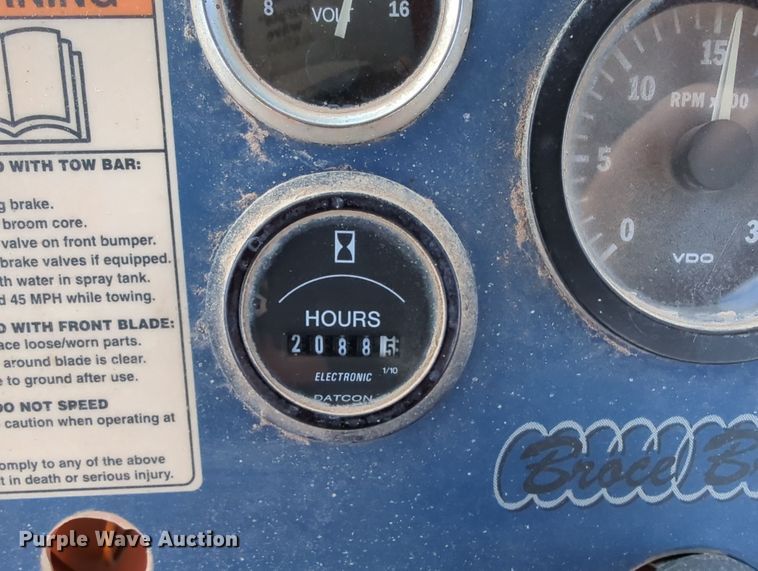 NING
VOLT
8 16
D WITH TOW BAR:
g brake.
broom core.
valve on front bumper.
brake valves if equipped.
th water in spray tank.
d 45 MPH while towing.
D WITH FRONT BLADE:
ace loose/worn parts.
around blade is clear.
e to ground after use.
DO NOT SPEED
caution when operating at
omply to any of the above
t in death or serious injury.
HOURS
2088
1/10
ELECTRONIC
DATCON
15
10
RPM x100
5
0
3
VDO
Broce B
Purple Wave Auction